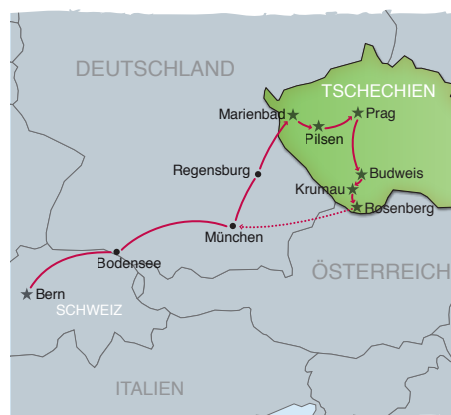 DEUTSCHLAND
TSCHECHIEN
Marienbad
Prag
Pilsen
Regensburg
Budweis
Krumau
Rosenberg
München
Bodensee
ÖSTERREICH
Bern
SCHWEIZ
ITALIEN